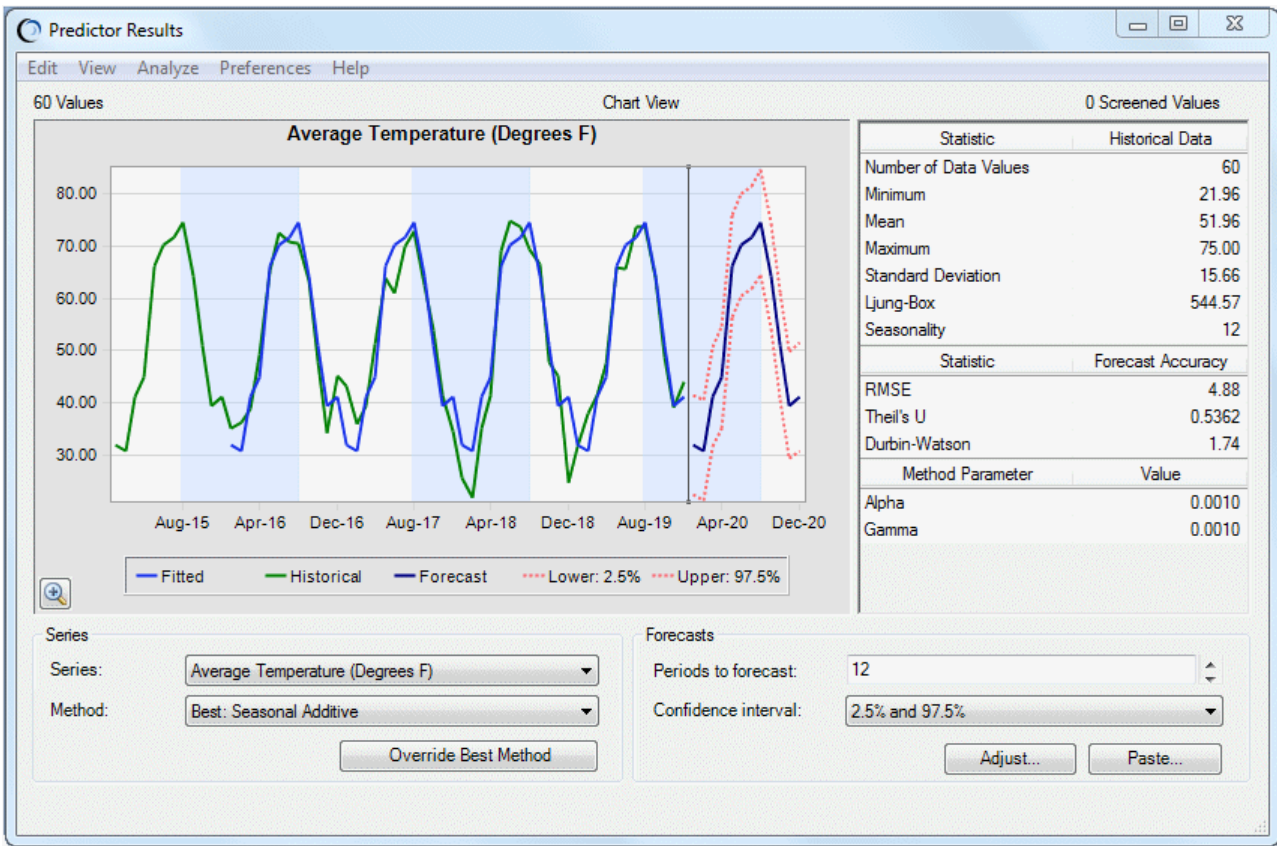 Predictor Results
Edit View Analyze Preferences Help
60 Values Chart View 0 Screened Values
Average Temperature (Degrees F)
80.00
70.00
60.00
50.00
40.00
30.00
Aug-15 Apr-16 Dec-16 Aug-17 Apr-18 Dec-18 Aug-19 Apr-20 Dec-20
Fitted Historical Forecast Lower: 2.5% Upper: 97.5%
Statistic Historical Data
Number of Data Values 60
Minimum 21.96
Mean 51.96
Maximum 75.00
Standard Deviation 15.66
Ljung-Box 544.57
Seasonality 12
Statistic Forecast Accuracy
RMSE 4.88
Theil's U 0.5362
Durbin-Watson 1.74
Method Parameter Value
Alpha 0.0010
Gamma 0.0010
Series
Series: Average Temperature (Degrees F)
Method: Best: Seasonal Additive
Override Best Method
Forecasts
Periods to forecast: 12
Confidence interval: 2.5% and 97.5%
Adjust... Paste...